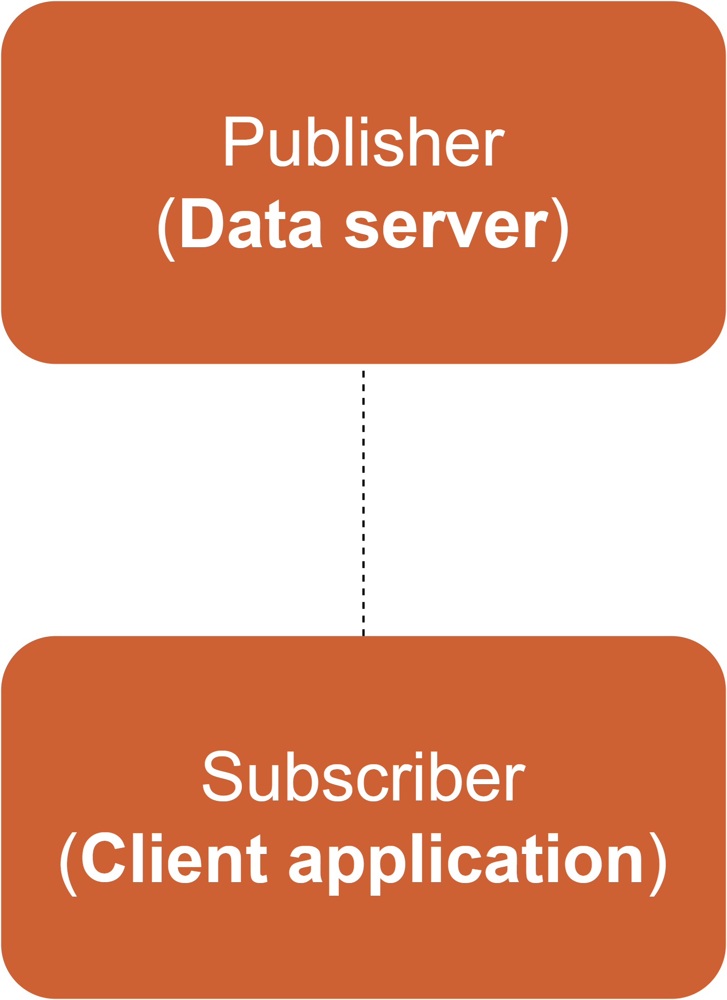 Publisher
(Data server)
Subscriber
(Client application)